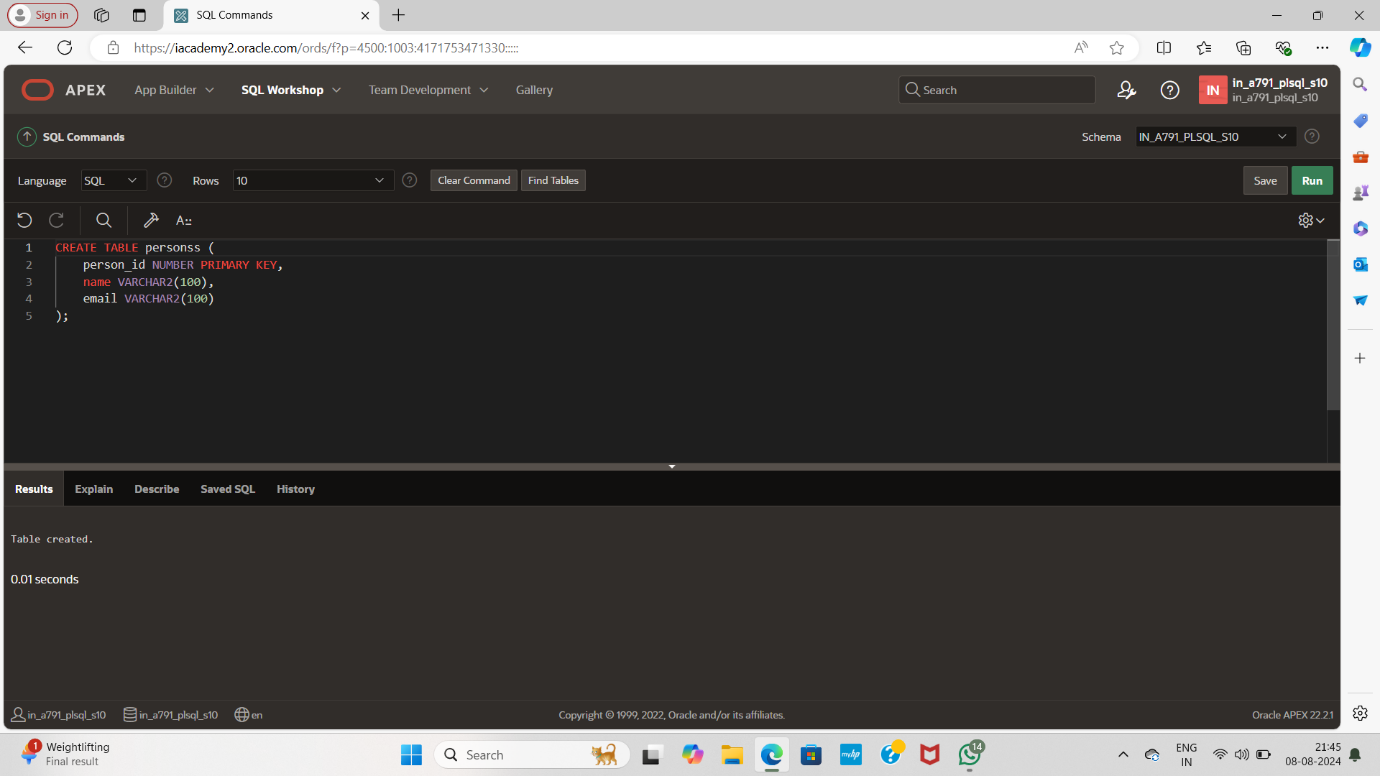 Sign in
SQL Commands
https://iacademy2.oracle.com/ords/f?p=4500:1003:4171753471330:::::
APEX App Builder SQL Workshop Team Development Gallery
Search
IN
in_a791_plsql_s10
in_a791_plsql_s10
SQL Commands
Schema IN_A791_PLSQL_S10
Language SQL Rows 10 Clear Command Find Tables Save Run
1 CREATE TABLE personss (
2 person_id NUMBER PRIMARY KEY,
3 name VARCHAR2(100),
4 email VARCHAR2(100)
5 );
Results Explain Describe Saved SQL History
Table created.
0.01 seconds
in_a791_plsql_s10 in_a791_plsql_s10 en Copyright © 1999, 2022, Oracle and/or its affiliates. Oracle APEX 22.2.1
1 Weightlifting
Final result
Search
myhp
14
ENG
IN
21:45
08-08-2024